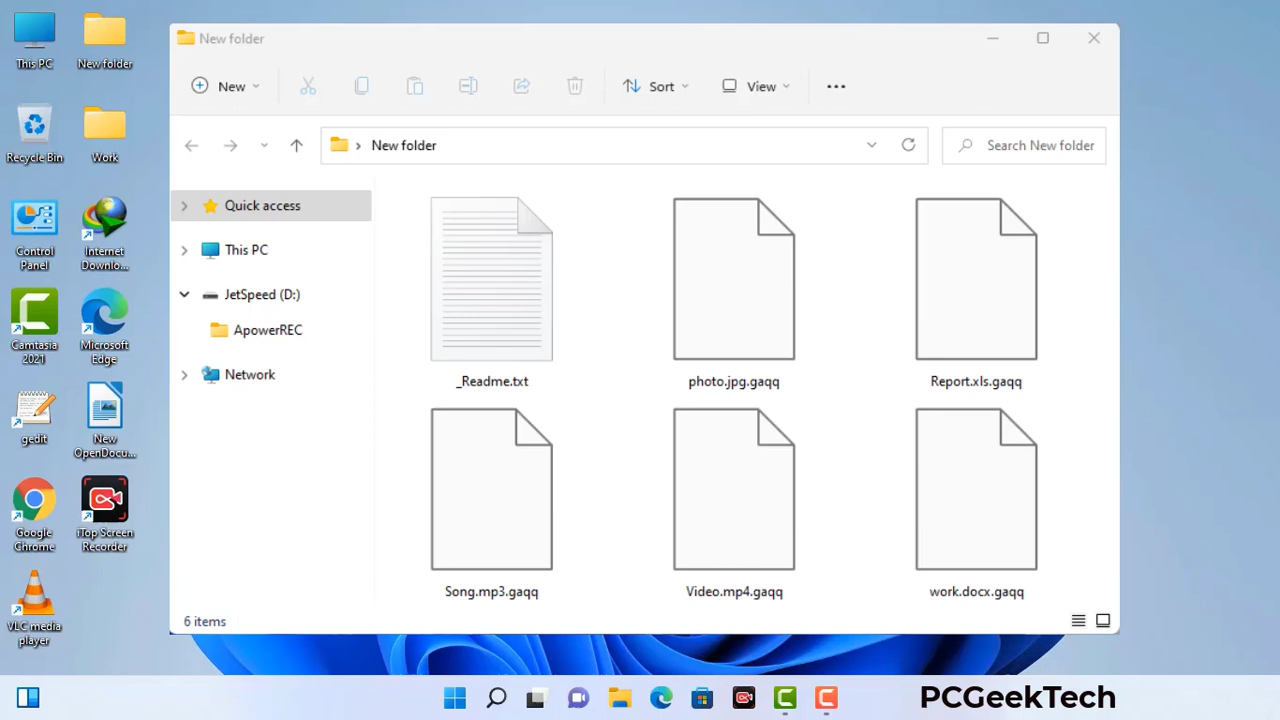 This PC
New folder
Recycle Bin
Work
Control
Panel
Internet
Downlo...
Camtasia
2021
Microsoft
Edge
gedit
New
OpenDocu...
Google
Chrome
iTop Screen
Recorder
VLC media
player
New folder
New
Sort
View
New folder
Search New folder
Quick access
This PC
JetSpeed (D:)
ApowerREC
Network
_Readme.txt
photo.jpg.gaqq
Report.xls.gaqq
Song.mp3.gaqq
Video.mp4.gaqq
work.docx.gaqq
6 items
PCGeekTech